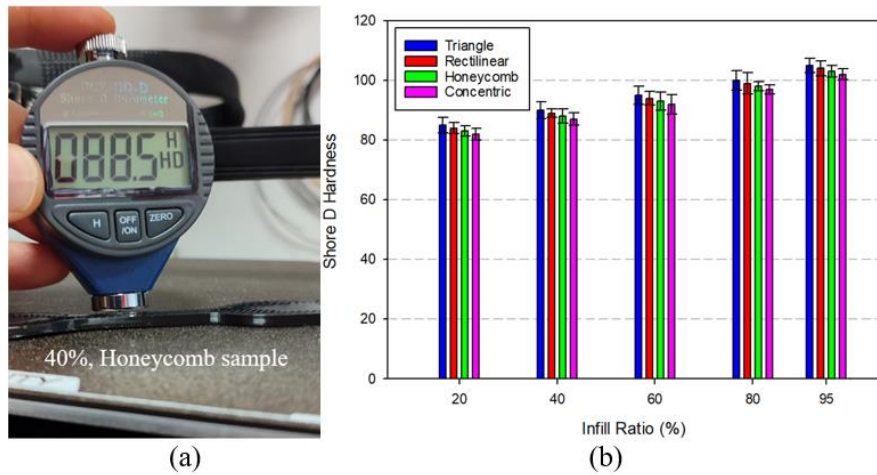 Shore D Durometer
088.5
H
HD
H
OFF
/ON
ZERO
40%, Honeycomb sample
(a)
120
100
80
60
40
20
0
Shore D Hardness
Triangle
Rectilinear
Honeycomb
Concentric
20
40
60
80
95
Infill Ratio (%)
(b)